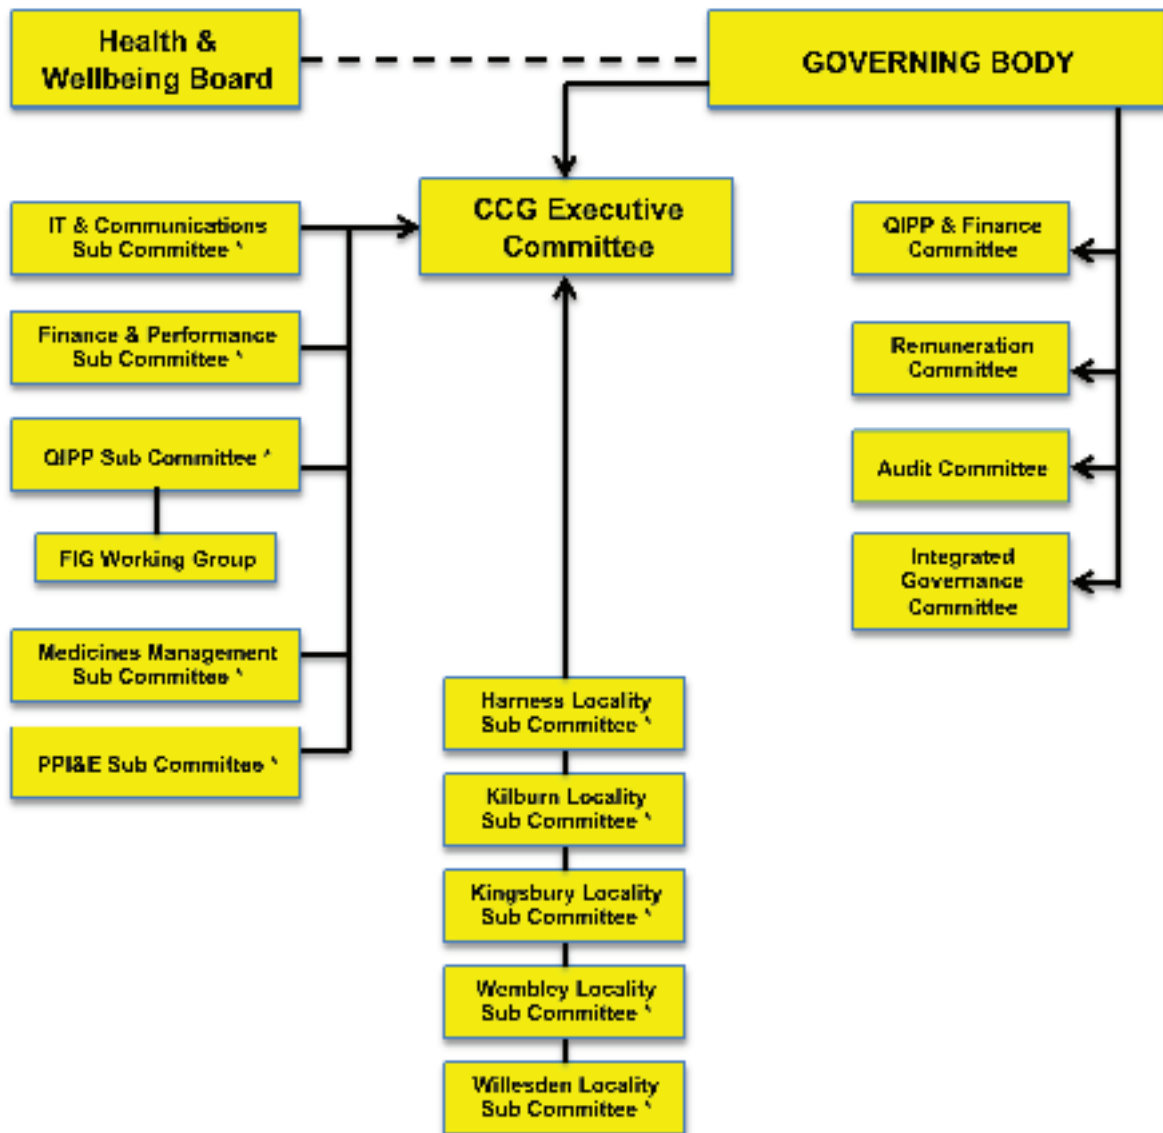 Health &
Wellbeing Board
GOVERNING BODY
CCG Executive
Committee
IT & Communications
Sub Committee *
Finance & Performance
Sub Committee *
QIPP Sub Committee *
FIG Working Group
Medicines Management
Sub Committee *
PPI&E Sub Committee *
QIPP & Finance
Committee
Remuneration
Committee
Audit Committee
Integrated
Governance
Committee
Harness Locality
Sub Committee *
Kilburn Locality
Sub Committee *
Kingsbury Locality
Sub Committee *
Wembley Locality
Sub Committee *
Willesden Locality
Sub Committee *